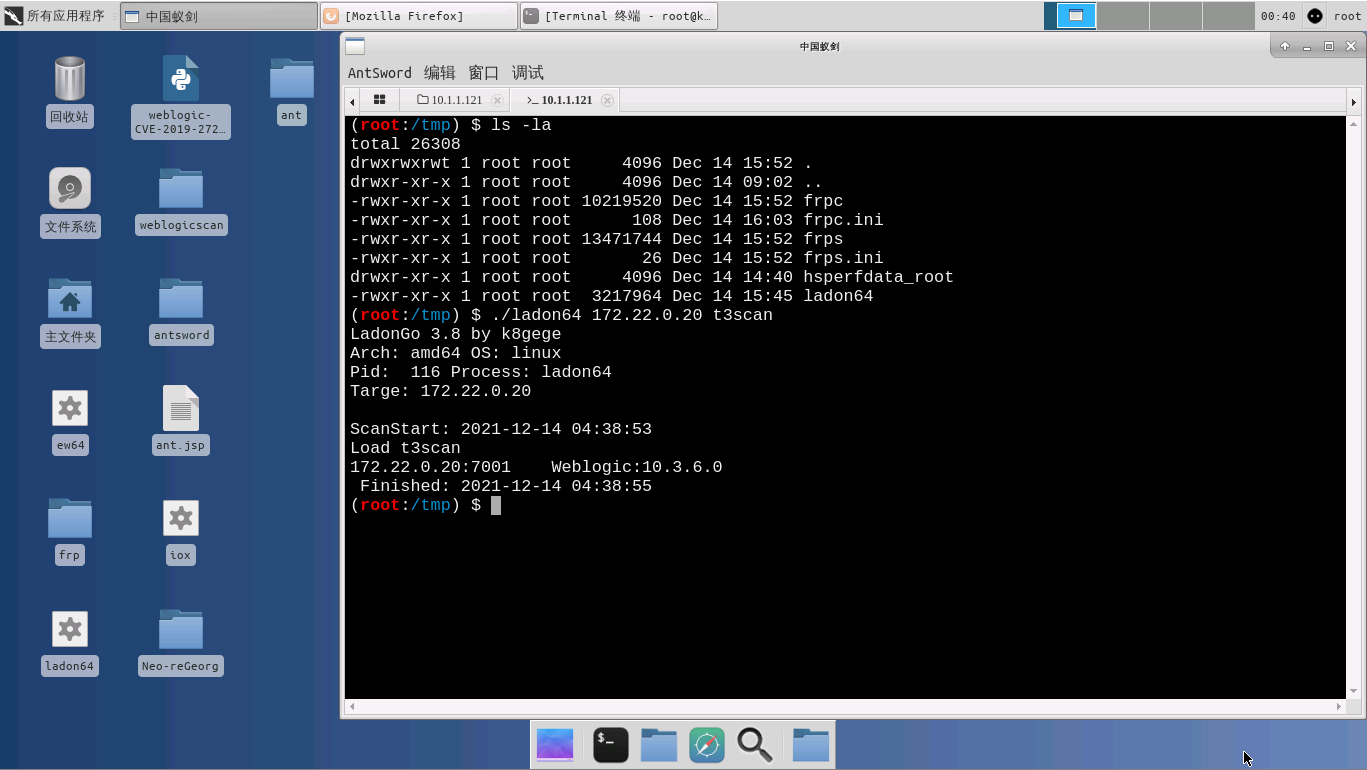 所有应用程序
中国蚁剑
[Mozilla Firefox]
[Terminal 终端 - root@k…
00:40
root
回收站
weblogic-
CVE-2019-272…
ant
文件系统
weblogicscan
主文件夹
antsword
ew64
ant.jsp
frp
iox
ladon64
Neo-reGeorg
中国蚁剑
AntSword 编辑 窗口 调试
10.1.1.121
>_ 10.1.1.121
(root:/tmp) $ ls -la
total 26308
drwxrwxrwt 1 root root     4096 Dec 14 15:52 .
drwxr-xr-x 1 root root     4096 Dec 14 09:02 ..
-rwxr-xr-x 1 root root 10219520 Dec 14 15:52 frpc
-rwxr-xr-x 1 root root      108 Dec 14 16:03 frpc.ini
-rwxr-xr-x 1 root root 13471744 Dec 14 15:52 frps
-rwxr-xr-x 1 root root       26 Dec 14 15:52 frps.ini
drwxr-xr-x 1 root root     4096 Dec 14 14:40 hsperfdata_root
-rwxr-xr-x 1 root root  3217964 Dec 14 15:45 ladon64
(root:/tmp) $ ./ladon64 172.22.0.20 t3scan
LadonGo 3.8 by k8gege
Arch: amd64 OS: linux
Pid:  116 Process: ladon64
Targe: 172.22.0.20
ScanStart: 2021-12-14 04:38:53
Load t3scan
172.22.0.20:7001    Weblogic:10.3.6.0
Finished: 2021-12-14 04:38:55
(root:/tmp) $
$_